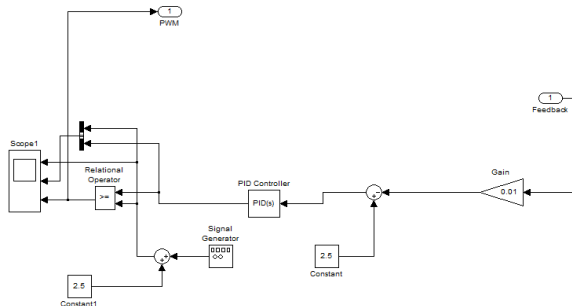 1
PWM
1
Feedback
Scope1
Relational
Operator
>=
PID Controller
PID(s)
Gain
0.01
-
+
Signal
Generator
+
+
2.5
Constant
2.5
Constant1